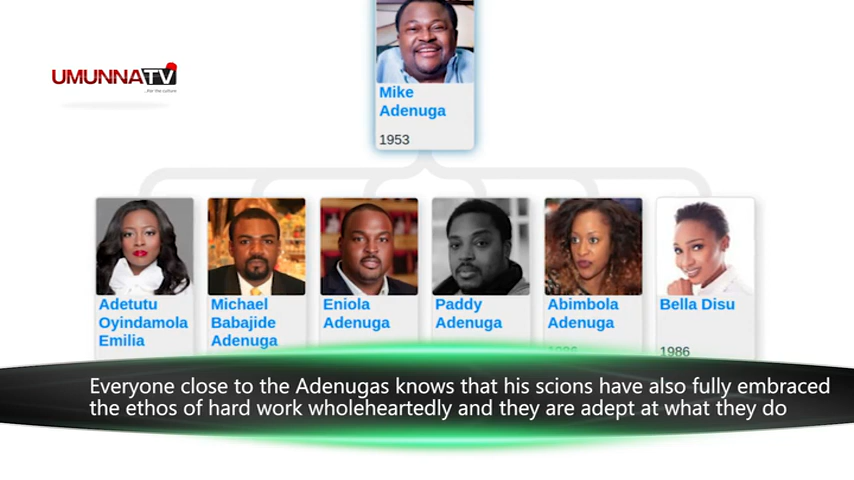 UMUNNATV
...For the culture
Mike
Adenuga
1953
Adetutu
Oyindamola
Emilia
Michael
Babajide
Adenuga
Eniola
Adenuga
Paddy
Adenuga
Abimbola
Adenuga
Bella Disu
1986
Everyone close to the Adenugas knows that his scions have also fully embraced
the ethos of hard work wholeheartedly and they are adept at what they do